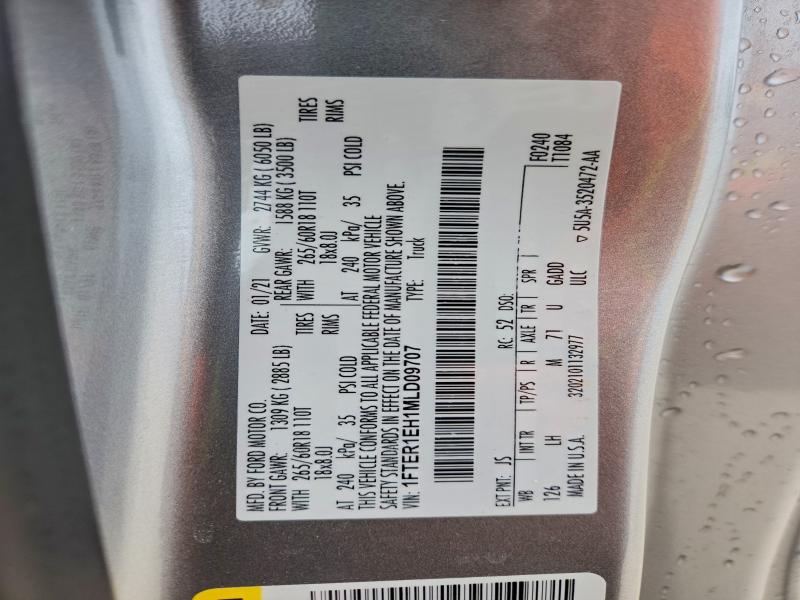 MFD. BY FORD MOTOR CO. DATE: 01/21 GVWR: 2744 KG ( 6050 LB)
FRONT GAWR: 1309 KG ( 2885 LB) REAR GAWR: 1588 KG ( 3500 LB)
WITH 265/60R18 110T TIRES WITH 265/60R18 110T TIRES
18x8.0J RIMS 18x8.0J RIMS
AT 240 kPa/ 35 PSI COLD AT 240 kPa/ 35 PSI COLD
THIS VEHICLE CONFORMS TO ALL APPLICABLE FEDERAL MOTOR VEHICLE
SAFETY STANDARDS IN EFFECT ON THE DATE OF MANUFACTURE SHOWN ABOVE.
VIN: 1FTER1EH1MLD09707 TYPE: Truck
EXT PNT: JS RC: 52 DSO: F0240
WB INT TR TP/PS R AXLE TR SPR T1084
126 LH M 71 U GADD
MADE IN U.S.A. 3202101132977 ULC ▽ 5U5A-3520472-AA